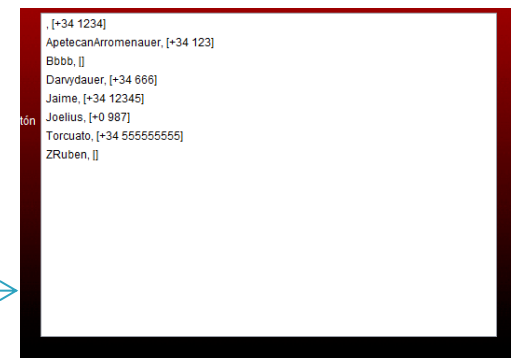 , [+34 1234]
ApetecanArromenauer, [+34 123]
Bbbb, []
Darvydauer, [+34 666]
Jaime, [+34 12345]
tón
Joelius, [+0 987]
Torcuato, [+34 555555555]
ZRuben, []